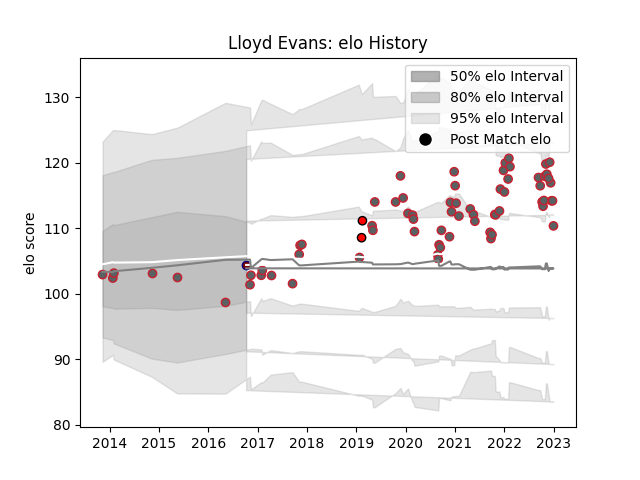 Lloyd Evans: elo History
50% elo Interval
80% elo Interval
95% elo Interval
Post Match elo
elo score
130
120
110
100
90
80
2014 2015 2016 2017 2018 2019 2020 2021 2022 2023